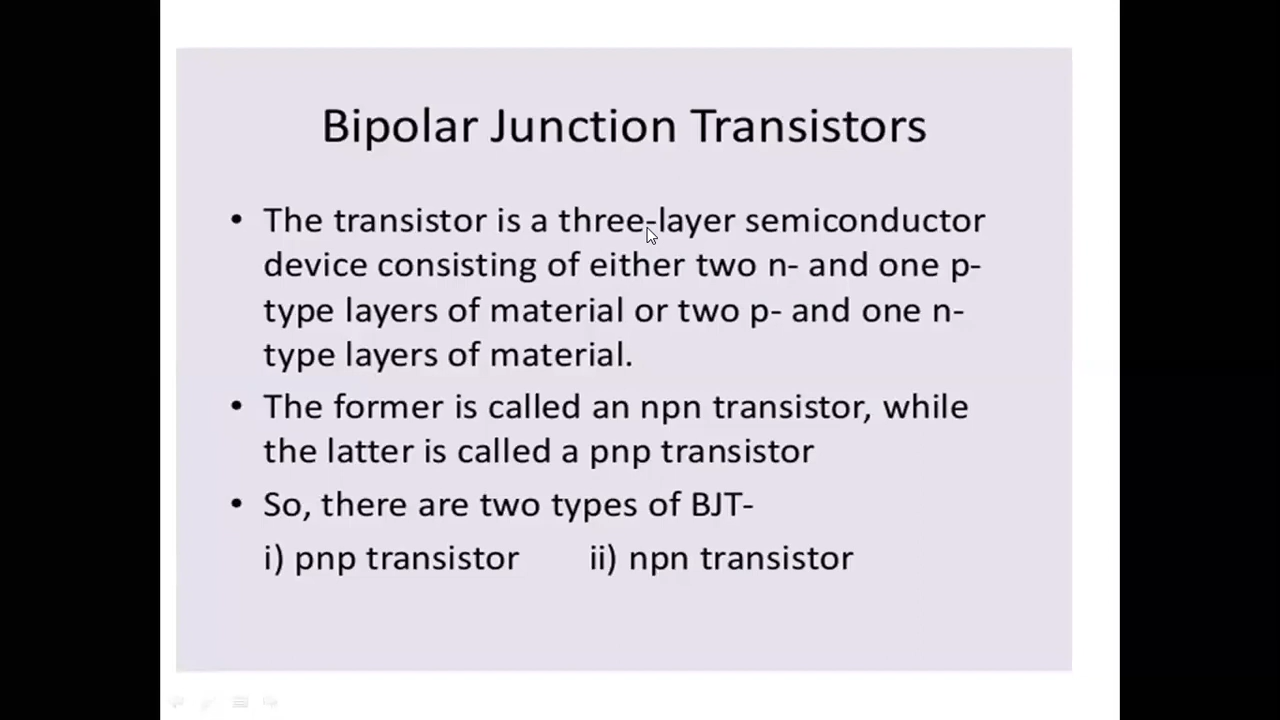 Bipolar Junction Transistors
• The transistor is a three-layer semiconductor
device consisting of either two n- and one p-
type layers of material or two p- and one n-
type layers of material.
• The former is called an npn transistor, while
the latter is called a pnp transistor
• So, there are two types of BJT-
i) pnp transistor ii) npn transistor